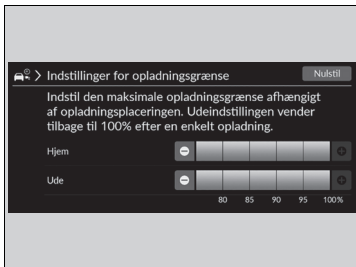 Indstillinger for opladningsgrænse
Nulstil
Indstil den maksimale opladningsgrænse afhængigt
af opladningsplaceringen. Udeindstillingen vender
tilbage til 100% efter en enkelt opladning.
Hjem
Ude
80 85 90 95 100%